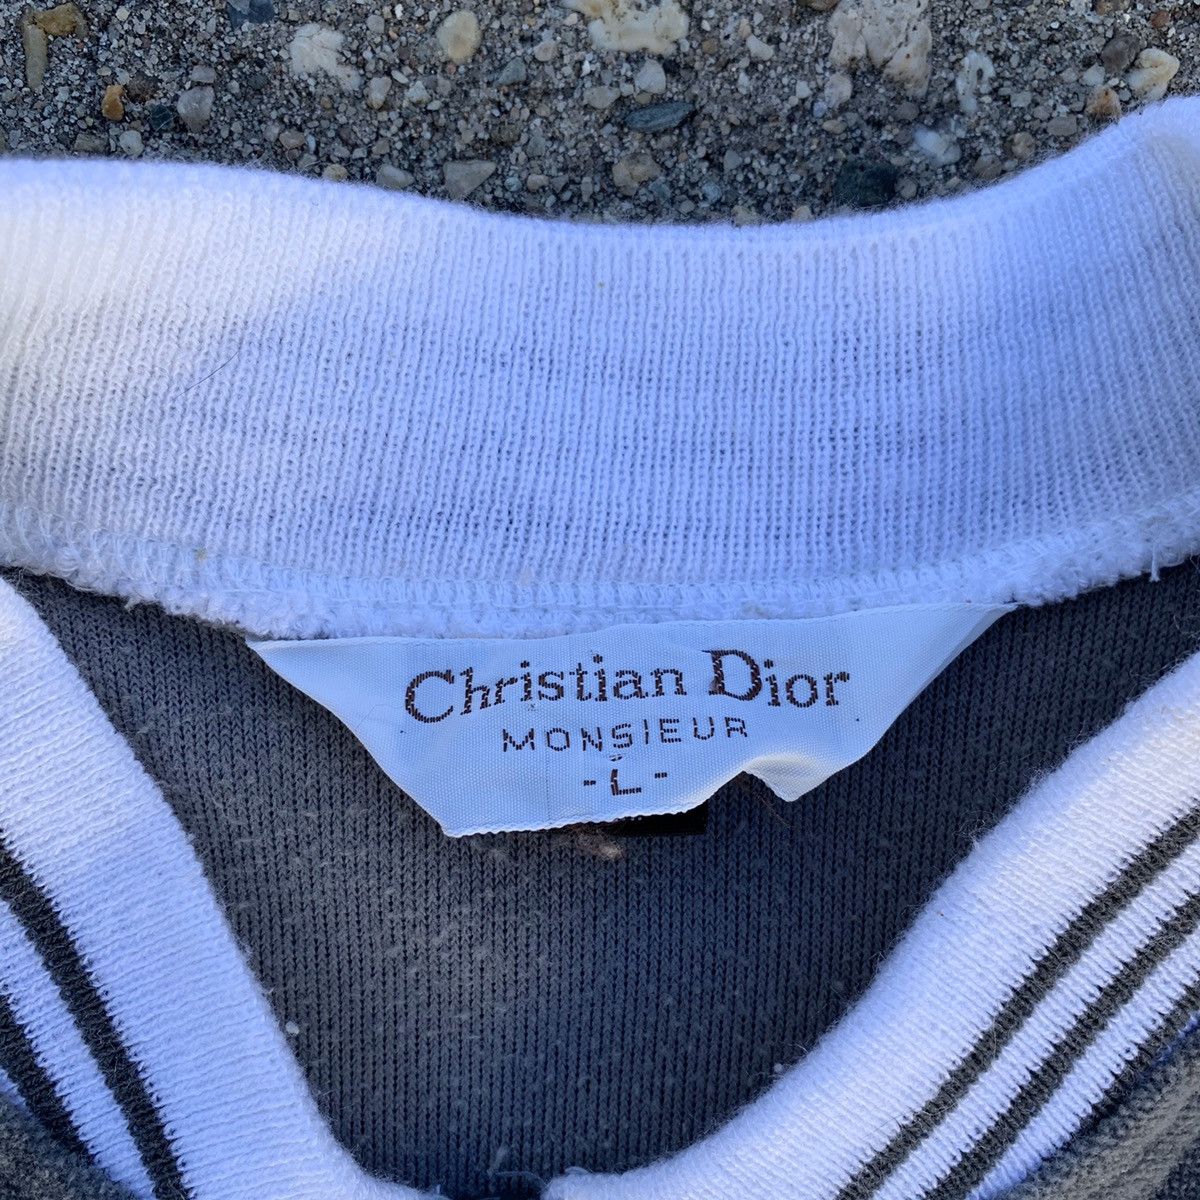 Christian Dior
MONSIEUR
-L-